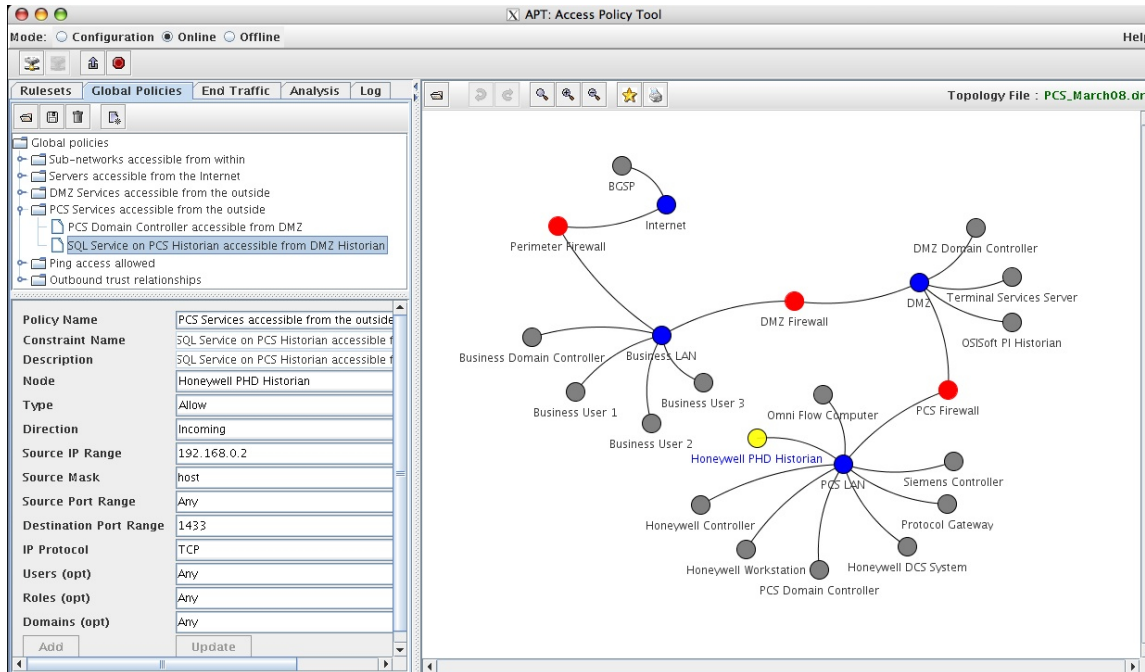 APT: Access Policy Tool
Mode: Configuration Online Offline
Help
Rulesets Global Policies End Traffic Analysis Log
Topology File : PCS_March08.dr
Global policies
Sub-networks accessible from within
Servers accessible from the Internet
DMZ Services accessible from the outside
PCS Services accessible from the outside
PCS Domain Controller accessible from DMZ
SQL Service on PCS Historian accessible from DMZ Historian
Ping access allowed
Outbound trust relationships
Policy Name PCS Services accessible from the outside
Constraint Name SQL Service on PCS Historian accessible f
Description SQL Service on PCS Historian accessible f
Node Honeywell PHD Historian
Type Allow
Direction Incoming
Source IP Range 192.168.0.2
Source Mask host
Source Port Range Any
Destination Port Range 1433
IP Protocol TCP
Users (opt) Any
Roles (opt) Any
Domains (opt) Any
Add Update
BGSP
Internet
Perimeter Firewall
DMZ Domain Controller
Terminal Services Server
DMZ
OSISoft PI Historian
DMZ Firewall
Business Domain Controller
Business LAN
Business User 1
Business User 3
Business User 2
PCS Firewall
Omni Flow Computer
Honeywell PHD Historian
PCS LAN
Siemens Controller
Honeywell Controller
Protocol Gateway
Honeywell Workstation
Honeywell DCS System
PCS Domain Controller